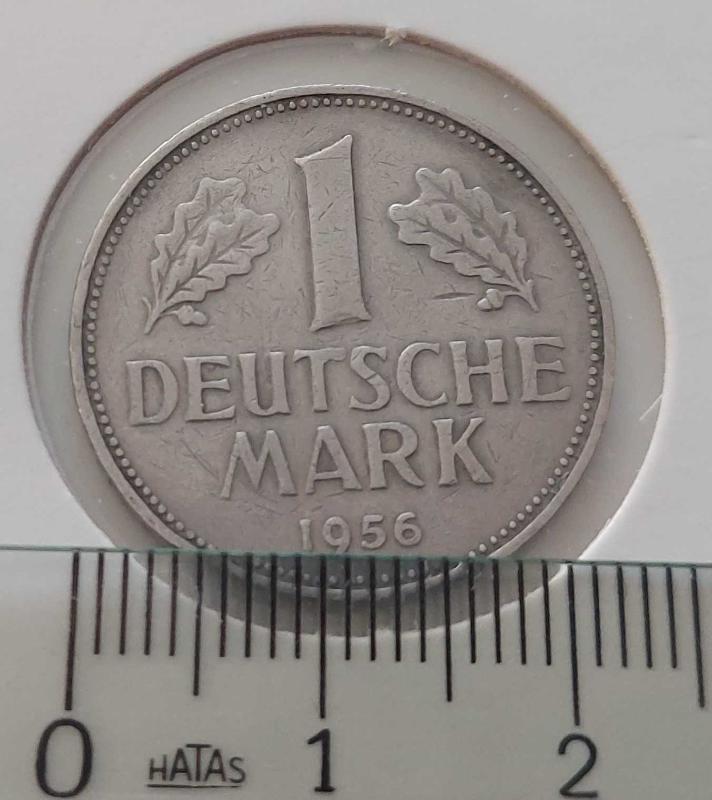 1
DEUTSCHE
MARK
1956
0 HATAS 1 2